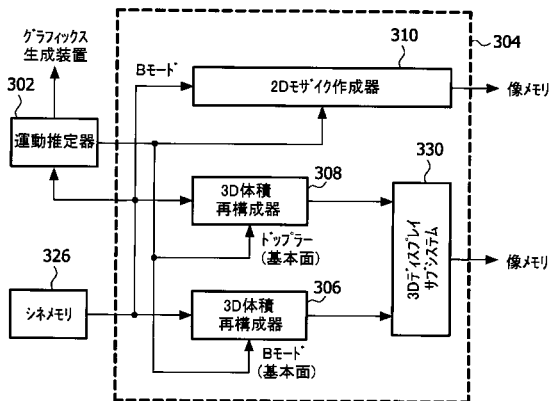 グラフィックス
生成装置
302
運動推定器
326
シネメモリ
304
310
Bモード
2Dモザイク作成器
像メモリ
308
3D体積
再構成器
ドップラー
(基本面)
306
3D体積
再構成器
Bモード
(基本面)
330
3Dディスプレイ
サブシステム
像メモリ